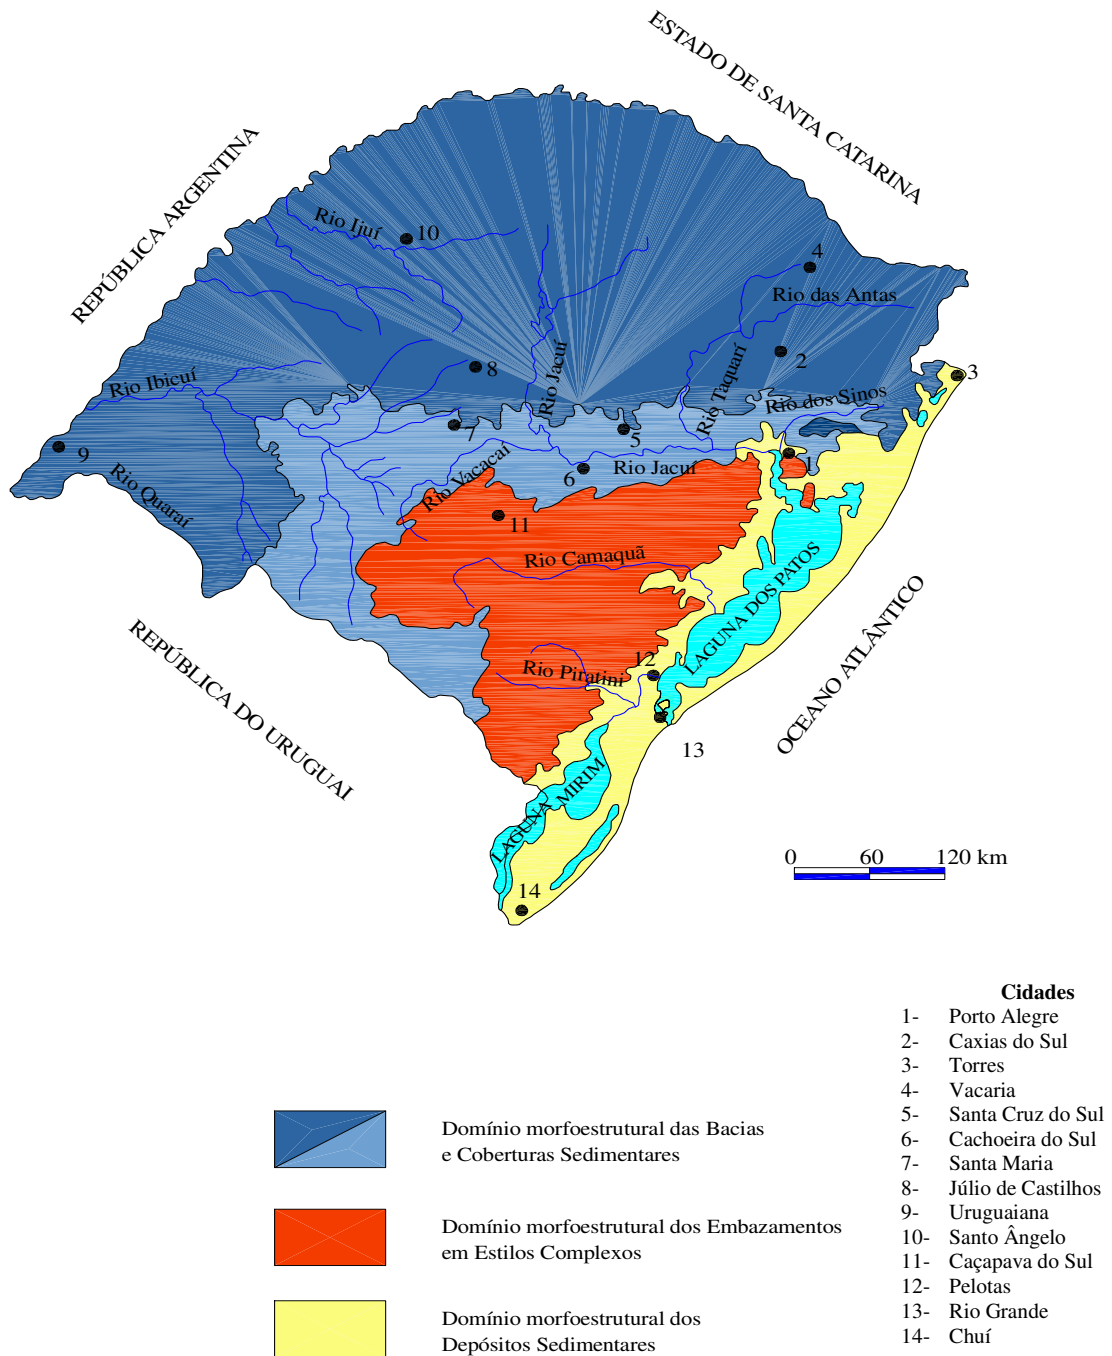 ESTADO DE SANTA CATARINA
REPÚBLICA ARGENTINA
Rio Ijuí
10
4
Rio das Antas
2
3
8
Rio Jacuí
Rio Taquarí
Rio Ibicuí
Rio dos Sinos
7
5
9
1
Rio Vacacaí
6
Rio Jacuí
Rio Quaraí
11
Rio Camaquã
LAGUNA DOS PATOS
OCEANO ATLÂNTICO
REPÚBLICA DO URUGUAI
12
Rio Piratini
13
LAGUNA MIRIM
14
0 60 120 km
Cidades
1- Porto Alegre
2- Caxias do Sul
3- Torres
4- Vacaria
5- Santa Cruz do Sul
6- Cachoeira do Sul
7- Santa Maria
8- Júlio de Castilhos
9- Uruguaiana
10- Santo Ângelo
11- Caçapava do Sul
12- Pelotas
13- Rio Grande
14- Chuí
Domínio morfoestrutural das Bacias
e Coberturas Sedimentares
Domínio morfoestrutural dos Embazamentos
em Estilos Complexos
Domínio morfoestrutural dos
Depósitos Sedimentares